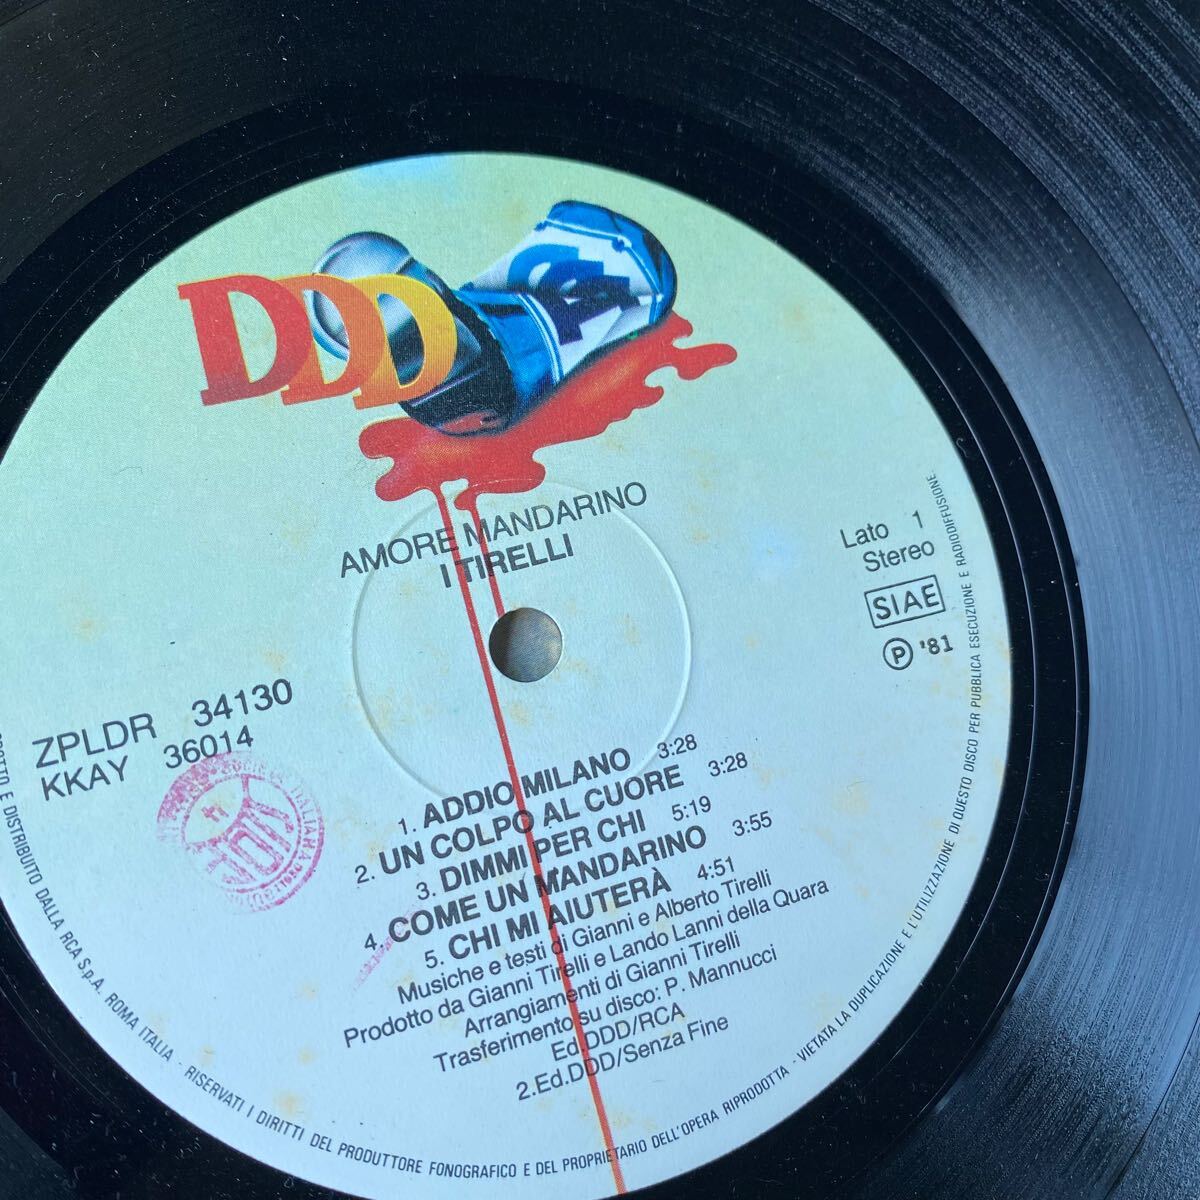 DDD
AMORE MANDARINO
I TIRELLI
Lato 1
Stereo
SIAE
Ⓟ '81
ZPLDR 34130
KKAY 36014
1. ADDIO MILANO 3:28
2. UN COLPO AL CUORE 3:28
3. DIMMI PER CHI 5:19
4. COME UN MANDARINO 3:55
5. CHI MI AIUTERÀ 4:51
Musiche e testi di Gianni e Alberto Tirelli
Prodotto da Gianni Tirelli e Lando Lanni della Quara
Arrangiamenti di Gianni Tirelli
Trasferimento su disco: P. Mannucci
Ed.DDD/RCA
2.Ed.DDD/Senza Fine
E DISTRIBUITO DALLA RCA S.p.A. ROMA ITALIA - RISERVATI I DIRITTI DEL PRODUTTORE FONOGRAFICO E DEL PROPRIETARIO DELL'OPERA RIPRODOTTA - VIETATA LA DUPLICAZIONE E L'UTILIZZAZIONE DI QUESTO DISCO PER PUBBLICA ESECUZIONE E RADIODIFFUSIONE